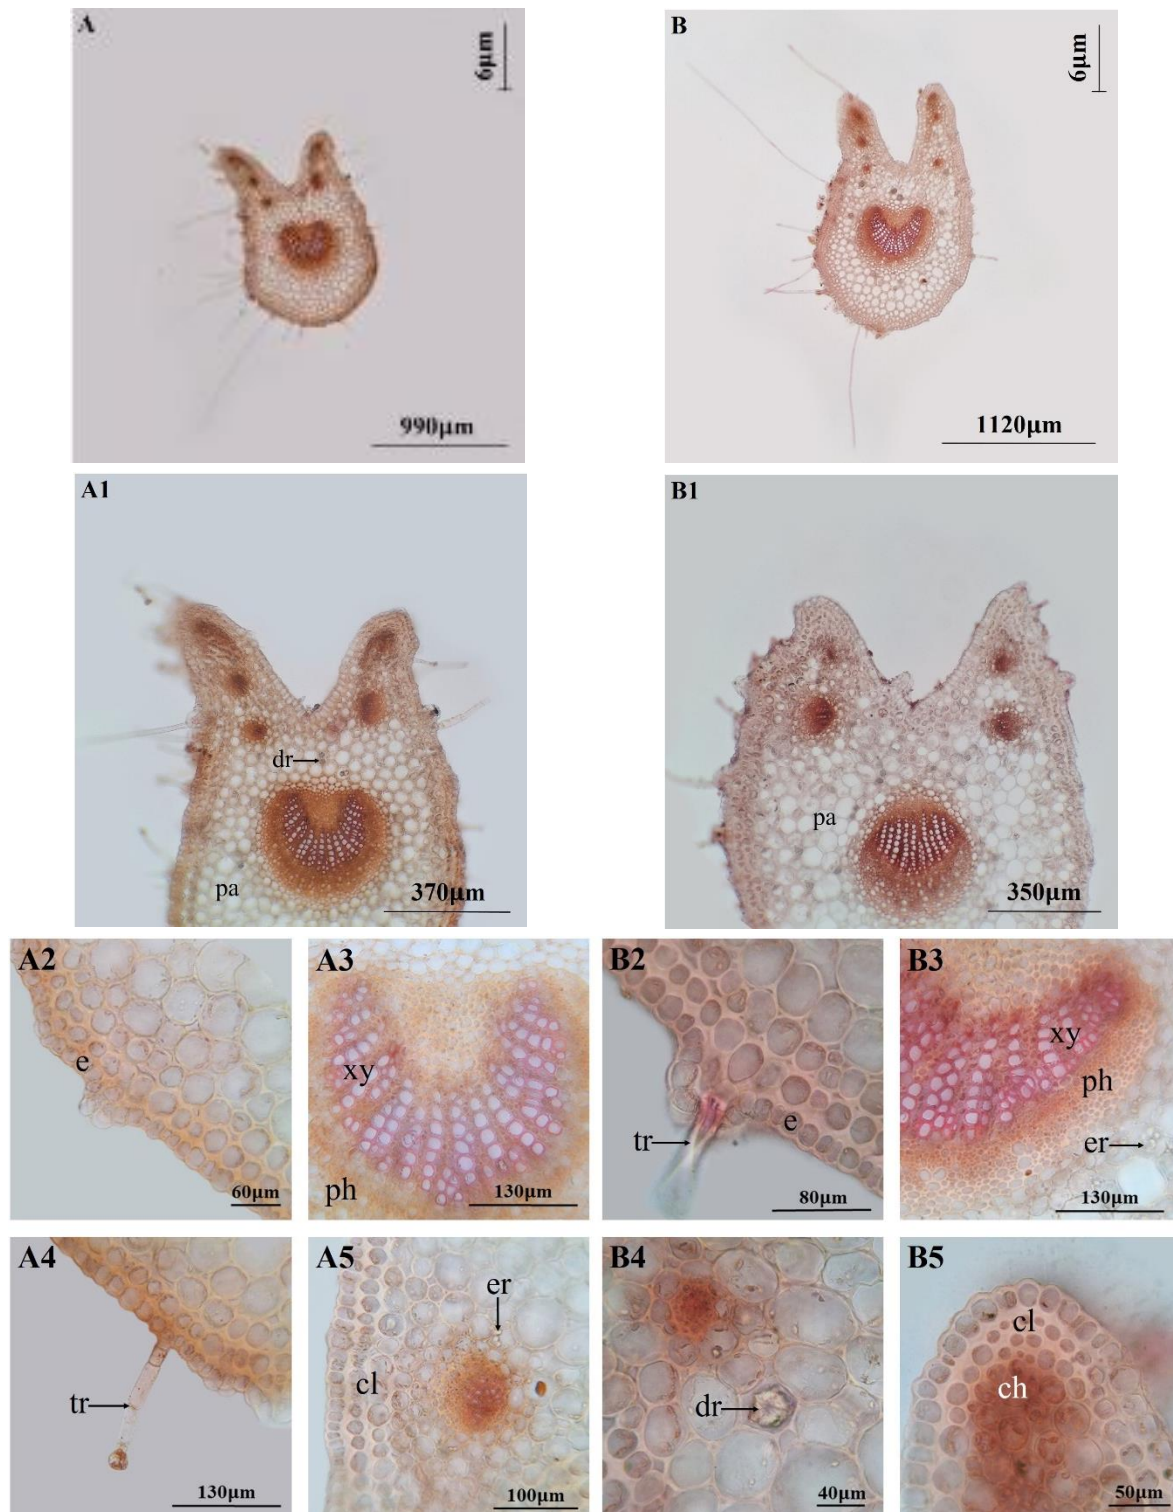 A
6μm
990μm
B
6μm
1120μm
A1
dr
pa
370μm
B1
pa
350μm
A2
e
60μm
A3
xy
ph
130μm
B2
tr
e
80μm
B3
xy
ph
er
130μm
A4
tr
130μm
A5
er
cl
100μm
B4
dr
40μm
B5
cl
ch
50μm